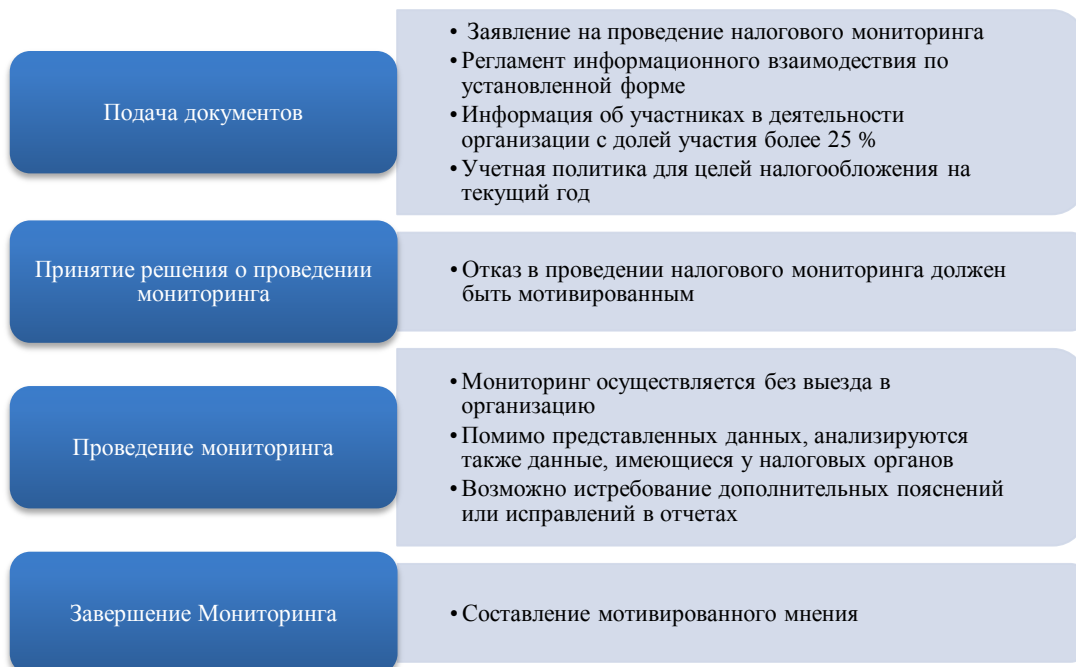 Подача документов
• Заявление на проведение налогового мониторинга
• Регламент информационного взаимодествия по
установленной форме
• Информация об участниках в деятельности
организации с долей участия более 25 %
• Учетная политика для целей налогообложения на
текущий год
Принятие решения о проведении
мониторинга
• Отказ в проведении налогового мониторинга должен
быть мотивированным
Проведение мониторинга
• Мониторинг осуществляется без выезда в
организацию
• Помимо представленных данных, анализируются
также данные, имеющиеся у налоговых органов
• Возможно истребование дополнительных пояснений
или исправлений в отчетах
Завершение Мониторинга
• Составление мотивированного мнения